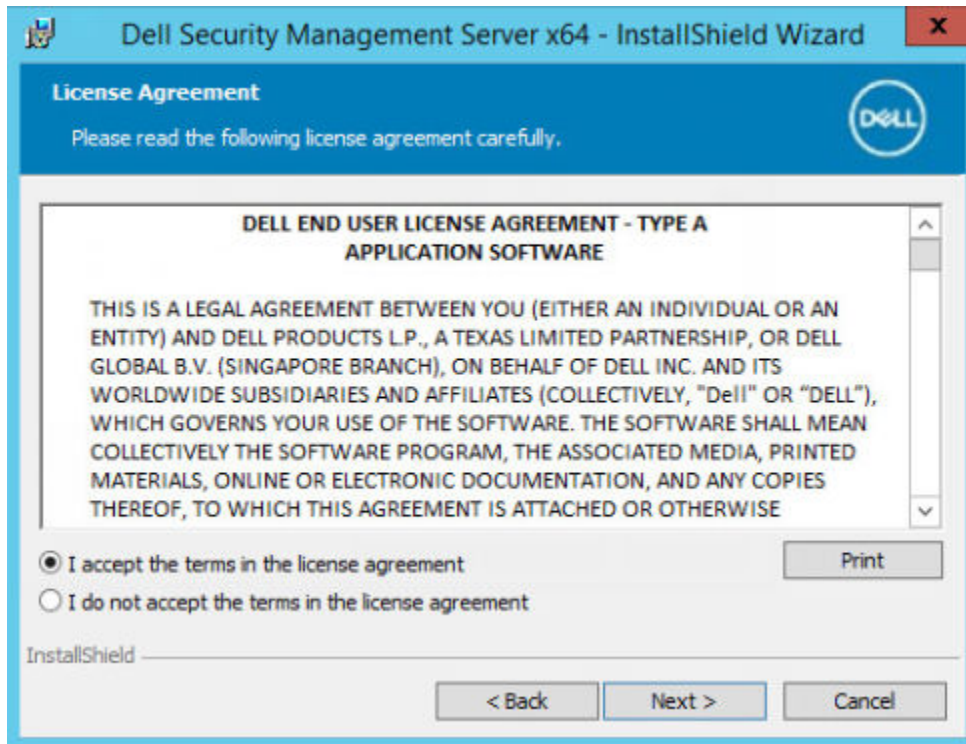 Dell Security Management Server x64 - InstallShield Wizard
x
License Agreement
Please read the following license agreement carefully.
DELL
DELL END USER LICENSE AGREEMENT - TYPE A
APPLICATION SOFTWARE
THIS IS A LEGAL AGREEMENT BETWEEN YOU (EITHER AN INDIVIDUAL OR AN
ENTITY) AND DELL PRODUCTS L.P., A TEXAS LIMITED PARTNERSHIP, OR DELL
GLOBAL B.V. (SINGAPORE BRANCH), ON BEHALF OF DELL INC. AND ITS
WORLDWIDE SUBSIDIARIES AND AFFILIATES (COLLECTIVELY, "Dell" OR “DELL”),
WHICH GOVERNS YOUR USE OF THE SOFTWARE. THE SOFTWARE SHALL MEAN
COLLECTIVELY THE SOFTWARE PROGRAM, THE ASSOCIATED MEDIA, PRINTED
MATERIALS, ONLINE OR ELECTRONIC DOCUMENTATION, AND ANY COPIES
THEREOF, TO WHICH THIS AGREEMENT IS ATTACHED OR OTHERWISE
I accept the terms in the license agreement
Print
I do not accept the terms in the license agreement
InstallShield
< Back
Next >
Cancel